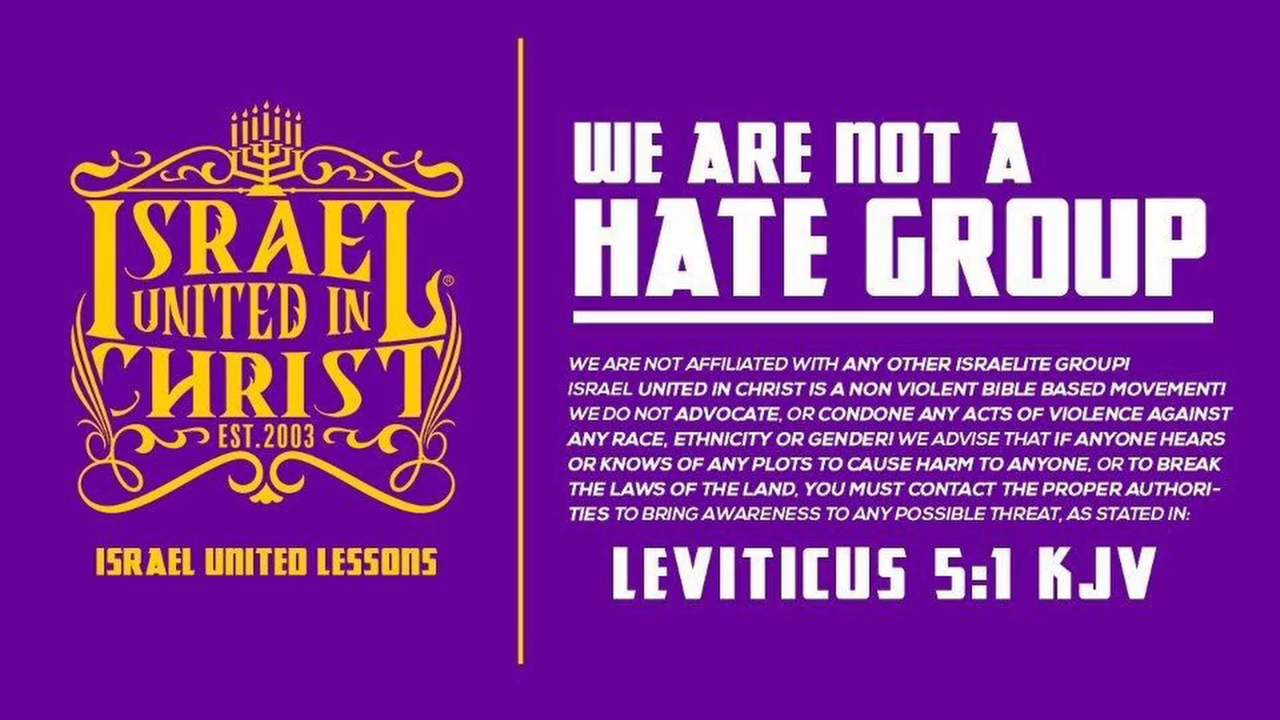 ISRAEL
UNITED IN
CHRIST
®
EST.2003
ISRAEL UNITED LESSONS
WE ARE NOT A
HATE GROUP
WE ARE NOT AFFILIATED WITH ANY OTHER ISRAELITE GROUP!
ISRAEL UNITED IN CHRIST IS A NON VIOLENT BIBLE BASED MOVEMENT!
WE DO NOT ADVOCATE, OR CONDONE ANY ACTS OF VIOLENCE AGAINST
ANY RACE, ETHNICITY OR GENDER! WE ADVISE THAT IF ANYONE HEARS
OR KNOWS OF ANY PLOTS TO CAUSE HARM TO ANYONE, OR TO BREAK
THE LAWS OF THE LAND, YOU MUST CONTACT THE PROPER AUTHORI-
TIES TO BRING AWARENESS TO ANY POSSIBLE THREAT, AS STATED IN:
LEVITICUS 5:1 KJV